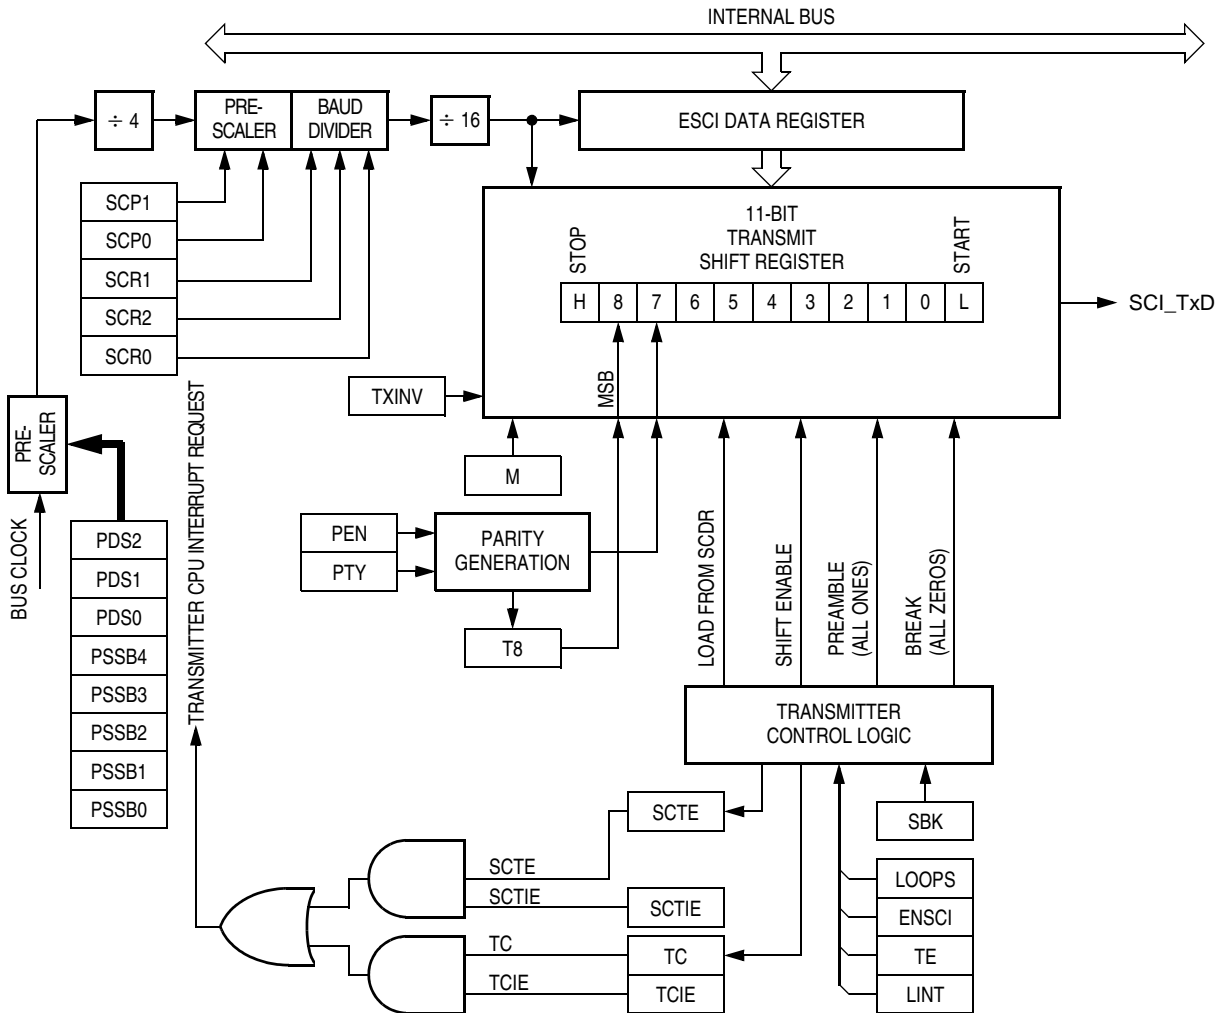 INTERNAL BUS
÷ 4
PRE-
SCALER
BAUD
DIVIDER
÷ 16
ESCI DATA REGISTER
SCP1
SCP0
SCR1
SCR2
SCR0
11-BIT
TRANSMIT
SHIFT REGISTER
STOP
START
H 8 7 6 5 4 3 2 1 0 L
SCI_TxD
MSB
TXINV
M
PRE-
SCALER
BUS CLOCK
TRANSMITTER CPU INTERRUPT REQUEST
PEN
PTY
PARITY
GENERATION
T8
LOAD FROM SCDR
SHIFT ENABLE
PREAMBLE
(ALL ONES)
BREAK
(ALL ZEROS)
PDS2
PDS1
PDS0
PSSB4
PSSB3
PSSB2
PSSB1
PSSB0
TRANSMITTER
CONTROL LOGIC
SCTE
SBK
SCTE
SCTIE
SCTIE
TC
TC
TCIE
TCIE
LOOPS
ENSCI
TE
LINT